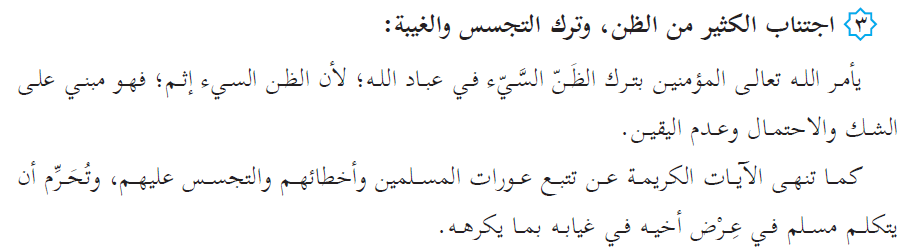 ٣ اجتناب الكثير من الظن، وترك التجسس والغيبة:
يأمر الله تعالى المؤمنين بترك الظَنّ السَّيّء في عباد الله؛ لأن الظن السيء إثم؛ فهو مبني على
الشك والاحتمال وعدم اليقين.
كما تنهى الآيات الكريمة عن تتبع عورات المسلمين وأخطائهم والتجسس عليهم، وتُحَرِّم أن
يتكلم مسلم في عِرْض أخيه في غيابه بما يكرهه.